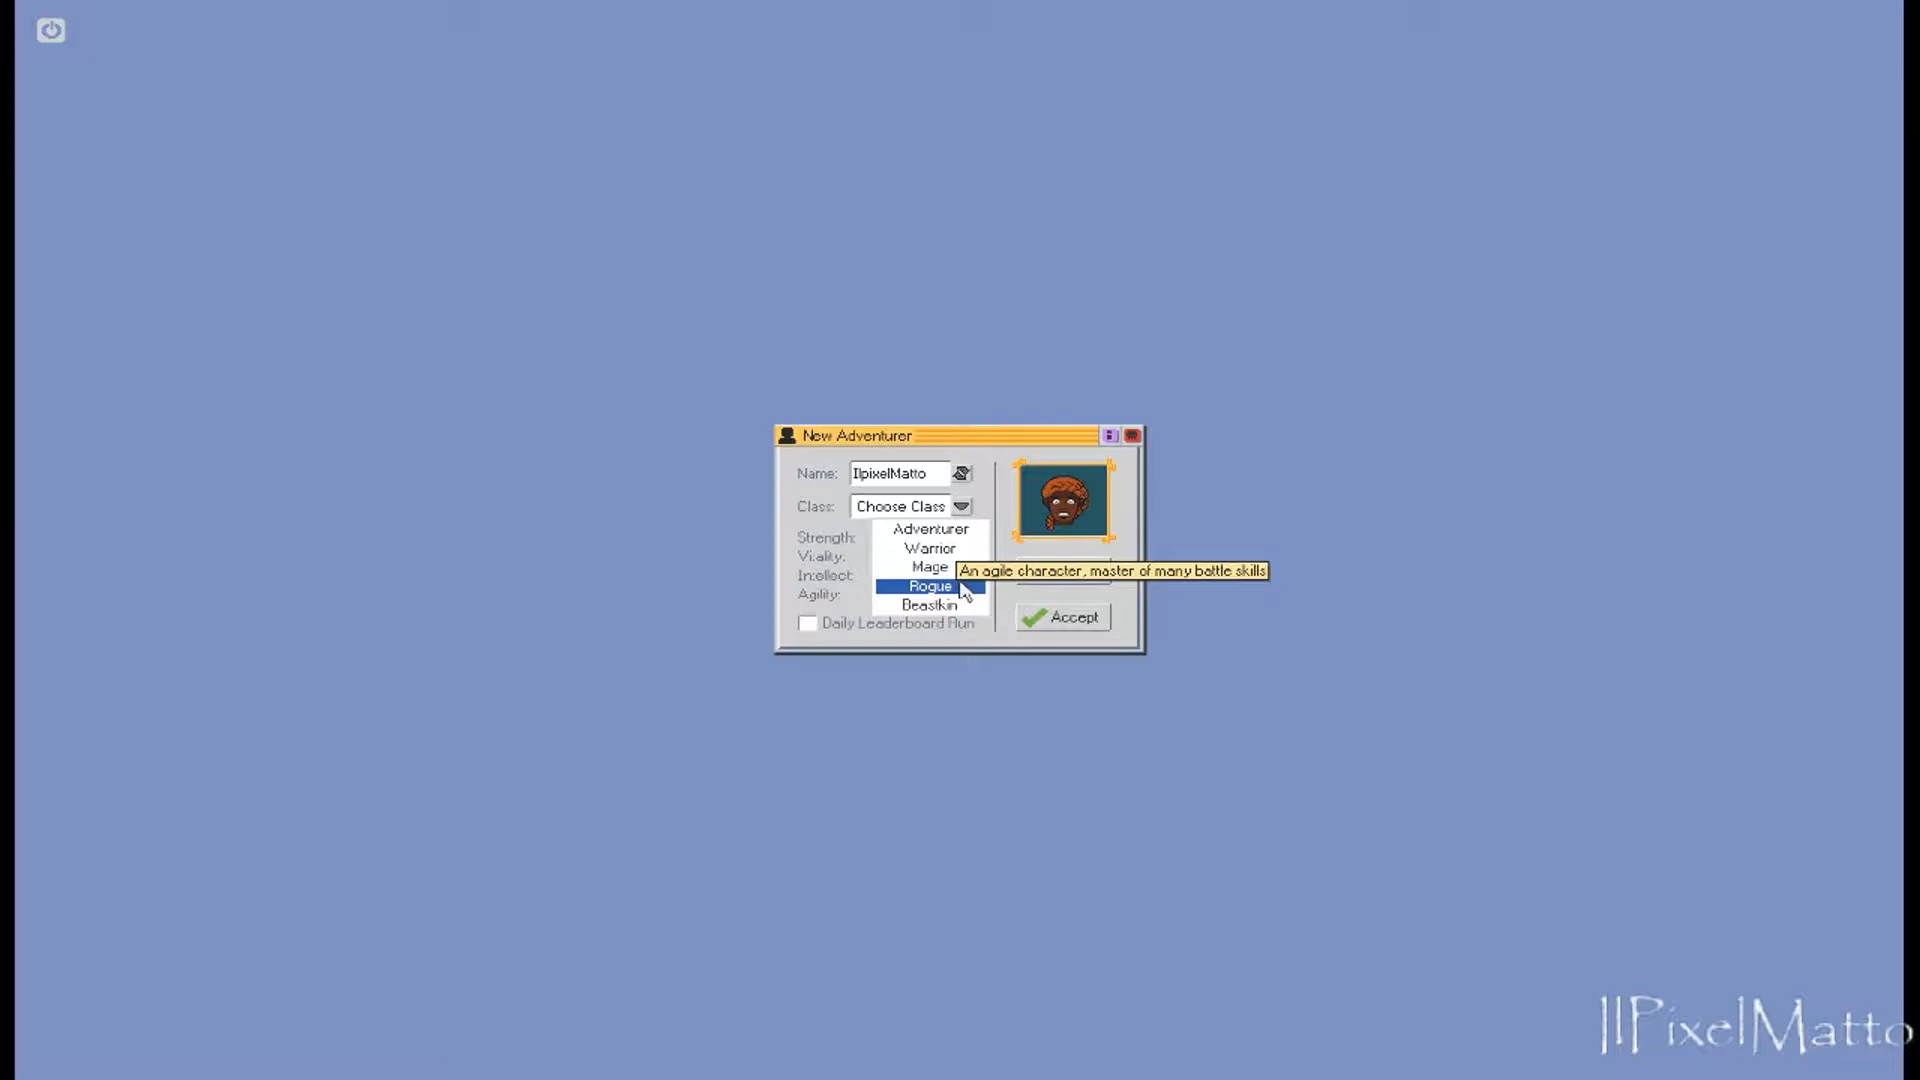 New Adventurer
Name: IlpixelMatto
Class: Choose Class
Adventurer
Strength:
Warrior
Vitality:
Mage
An agile character, master of many battle skills
Intellect:
Rogue
Agility:
Beastkin
Daily Leaderboard Run
Accept
IlPixelMatto